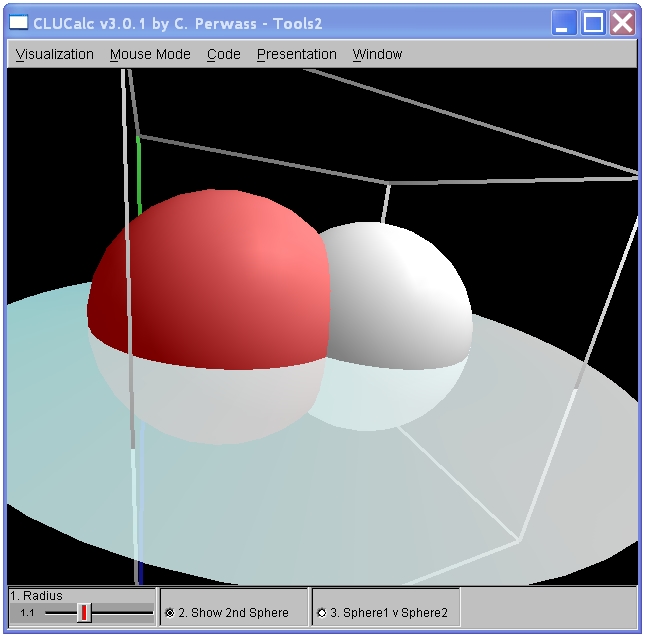 CLUCalc v3.0.1 by C. Perwass - Tools2
Visualization Mouse Mode Code Presentation Window
1. Radius
1.1 2. Show 2nd Sphere 3. Sphere1 v Sphere2